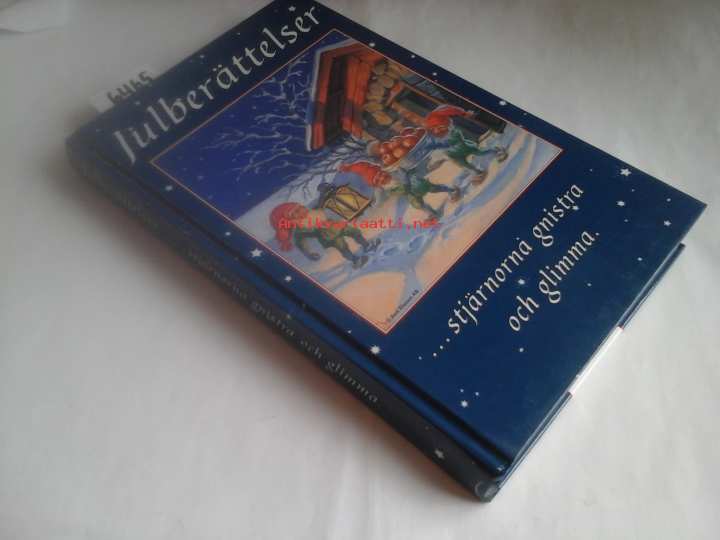 Julberättelser
...stjärnorna gnistra
och glimma.
stjärnorna gnistra och glimma
Antikvariaatti.net